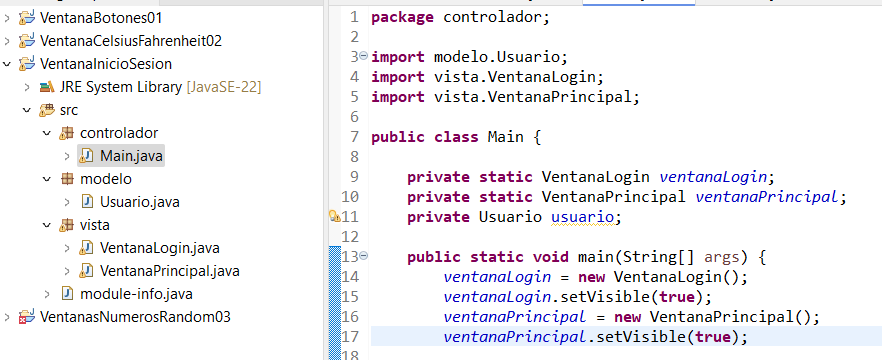 VentanaBotones01
VentanaCelsiusFahrenheit02
VentanaInicioSesion
JRE System Library [JavaSE-22]
src
controlador
Main.java
modelo
Usuario.java
vista
VentanaLogin.java
VentanaPrincipal.java
module-info.java
VentanasNumerosRandom03
1 package controlador;
2
3 import modelo.Usuario;
4 import vista.VentanaLogin;
5 import vista.VentanaPrincipal;
6
7 public class Main {
8
9 private static VentanaLogin ventanaLogin;
10 private static VentanaPrincipal ventanaPrincipal;
11 private Usuario usuario;
12
13 public static void main(String[] args) {
14 ventanaLogin = new VentanaLogin();
15 ventanaLogin.setVisible(true);
16 ventanaPrincipal = new VentanaPrincipal();
17 ventanaPrincipal.setVisible(true);
18